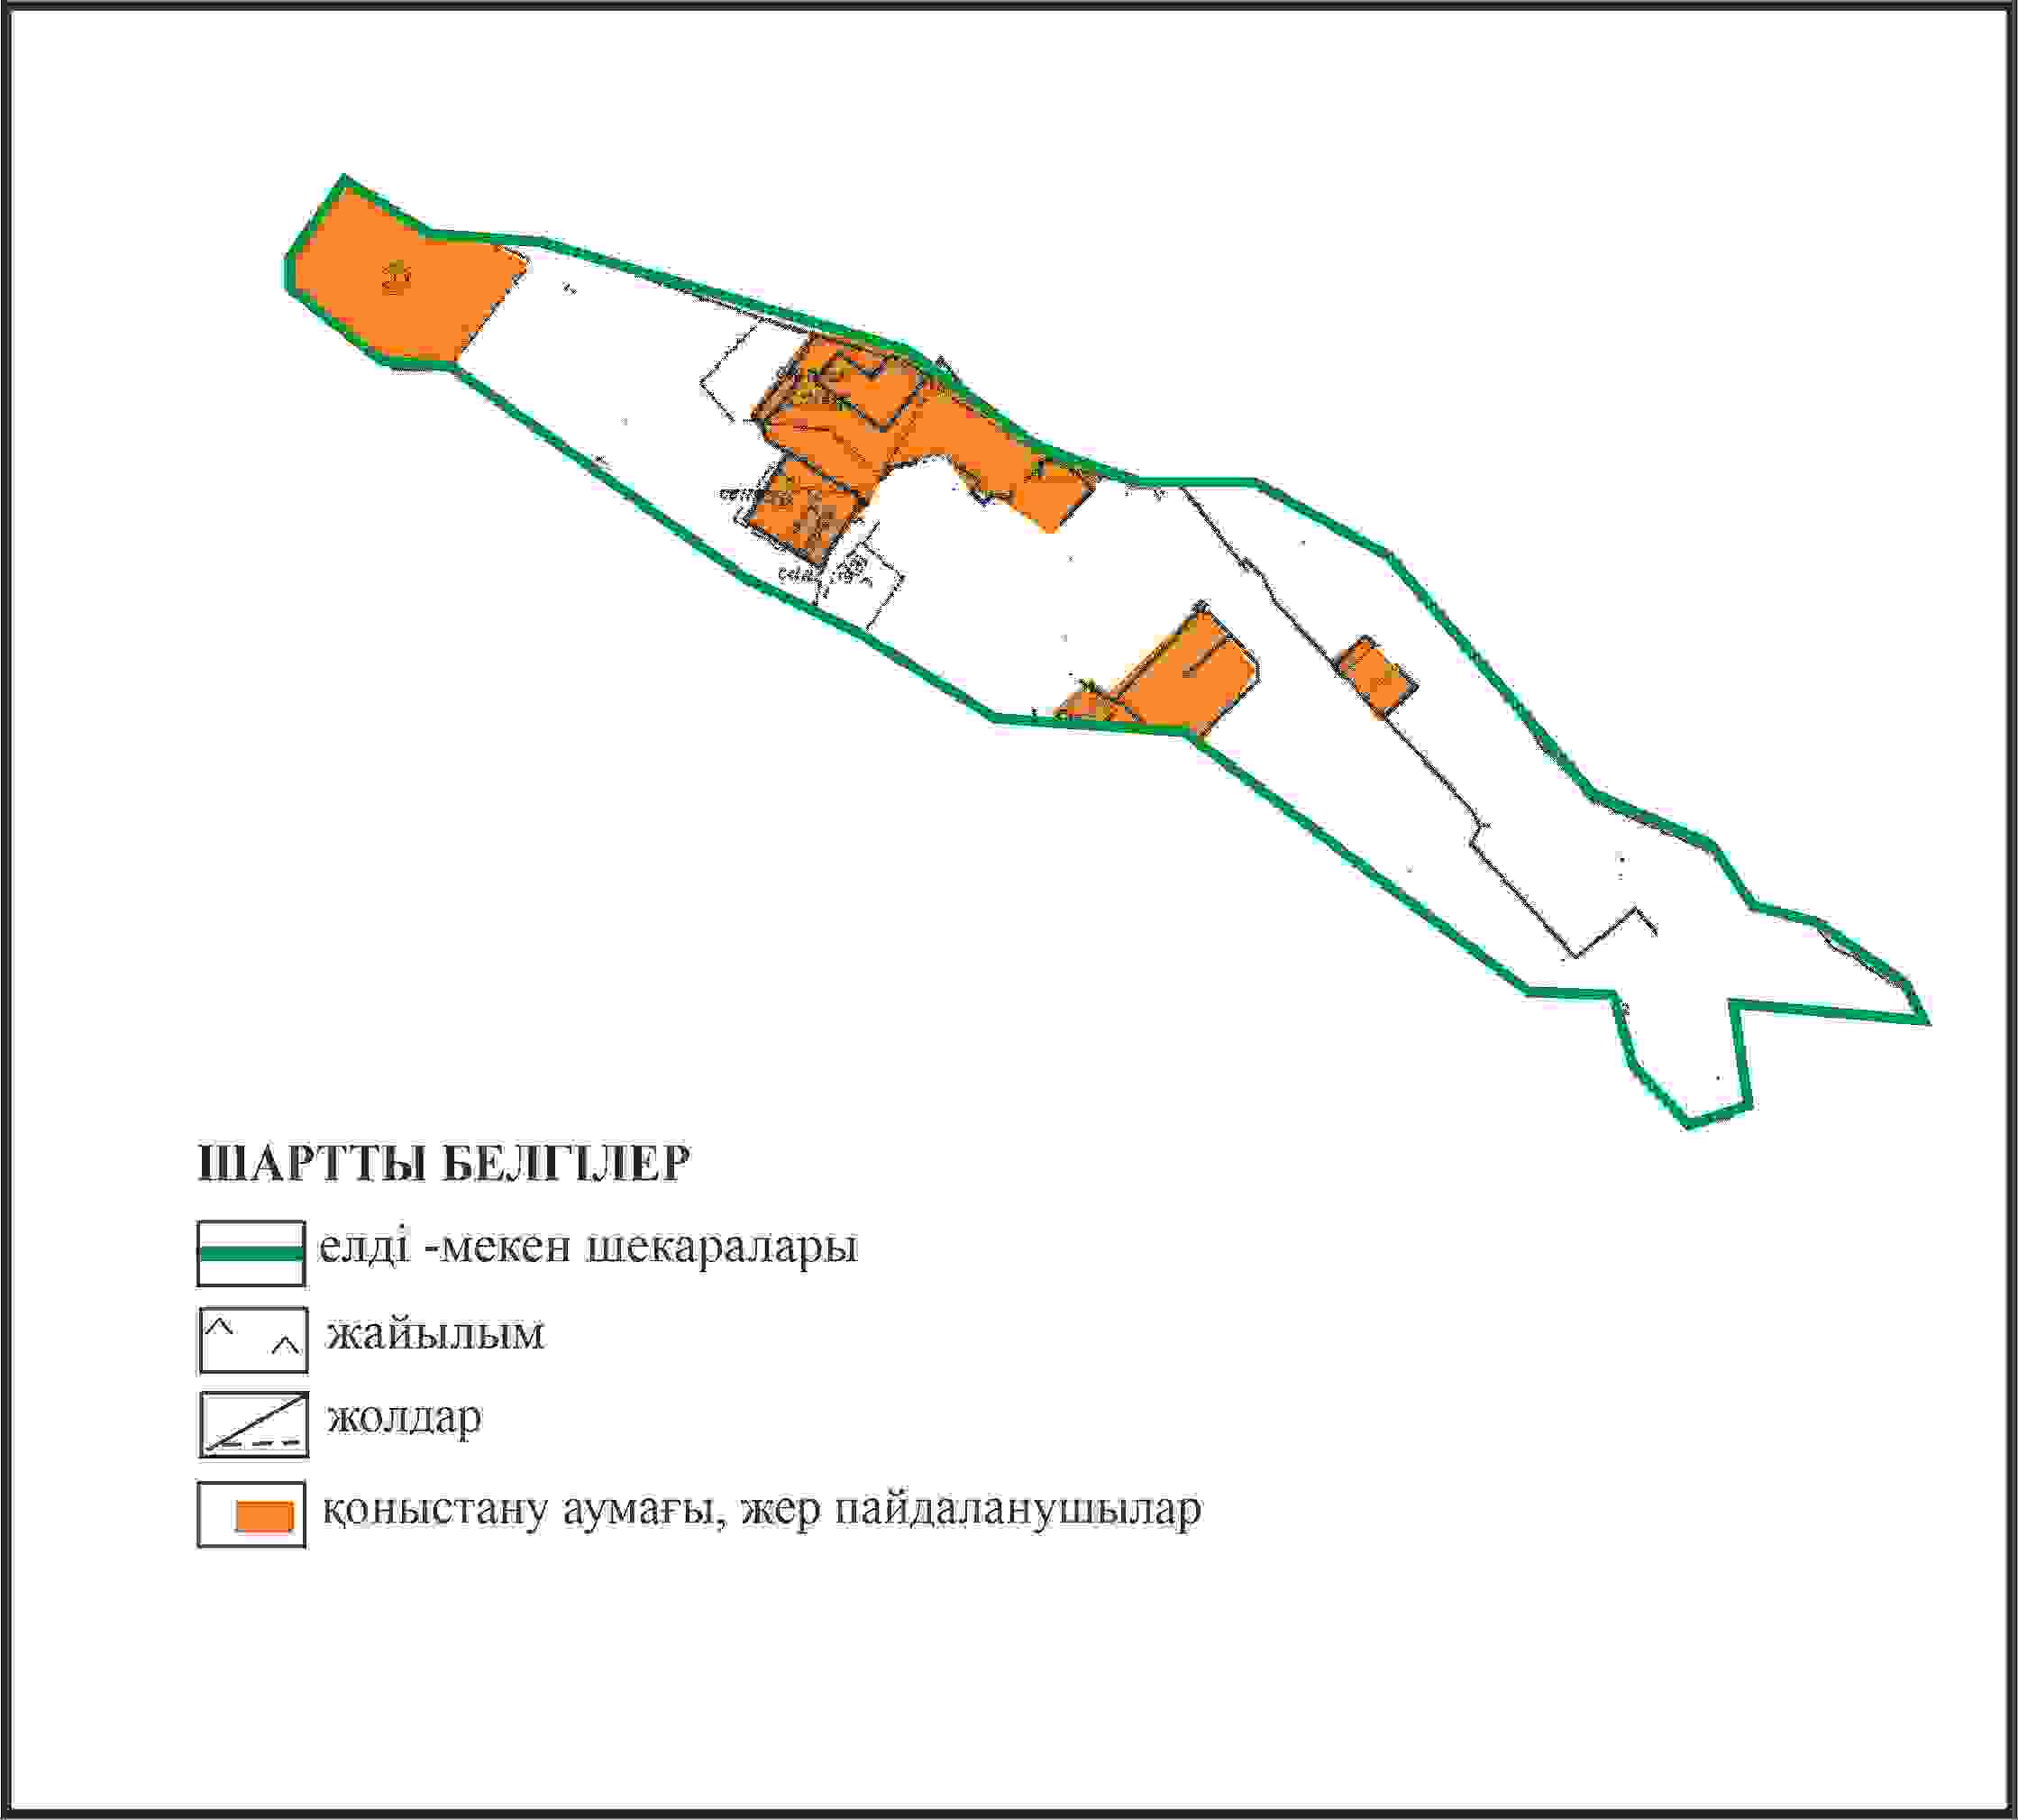 ШАРТТЫ БЕЛГІЛЕР
елді -мекен шекаралары
жайылым
жолдар
қоныстану аумағы, жер пайдаланушылар